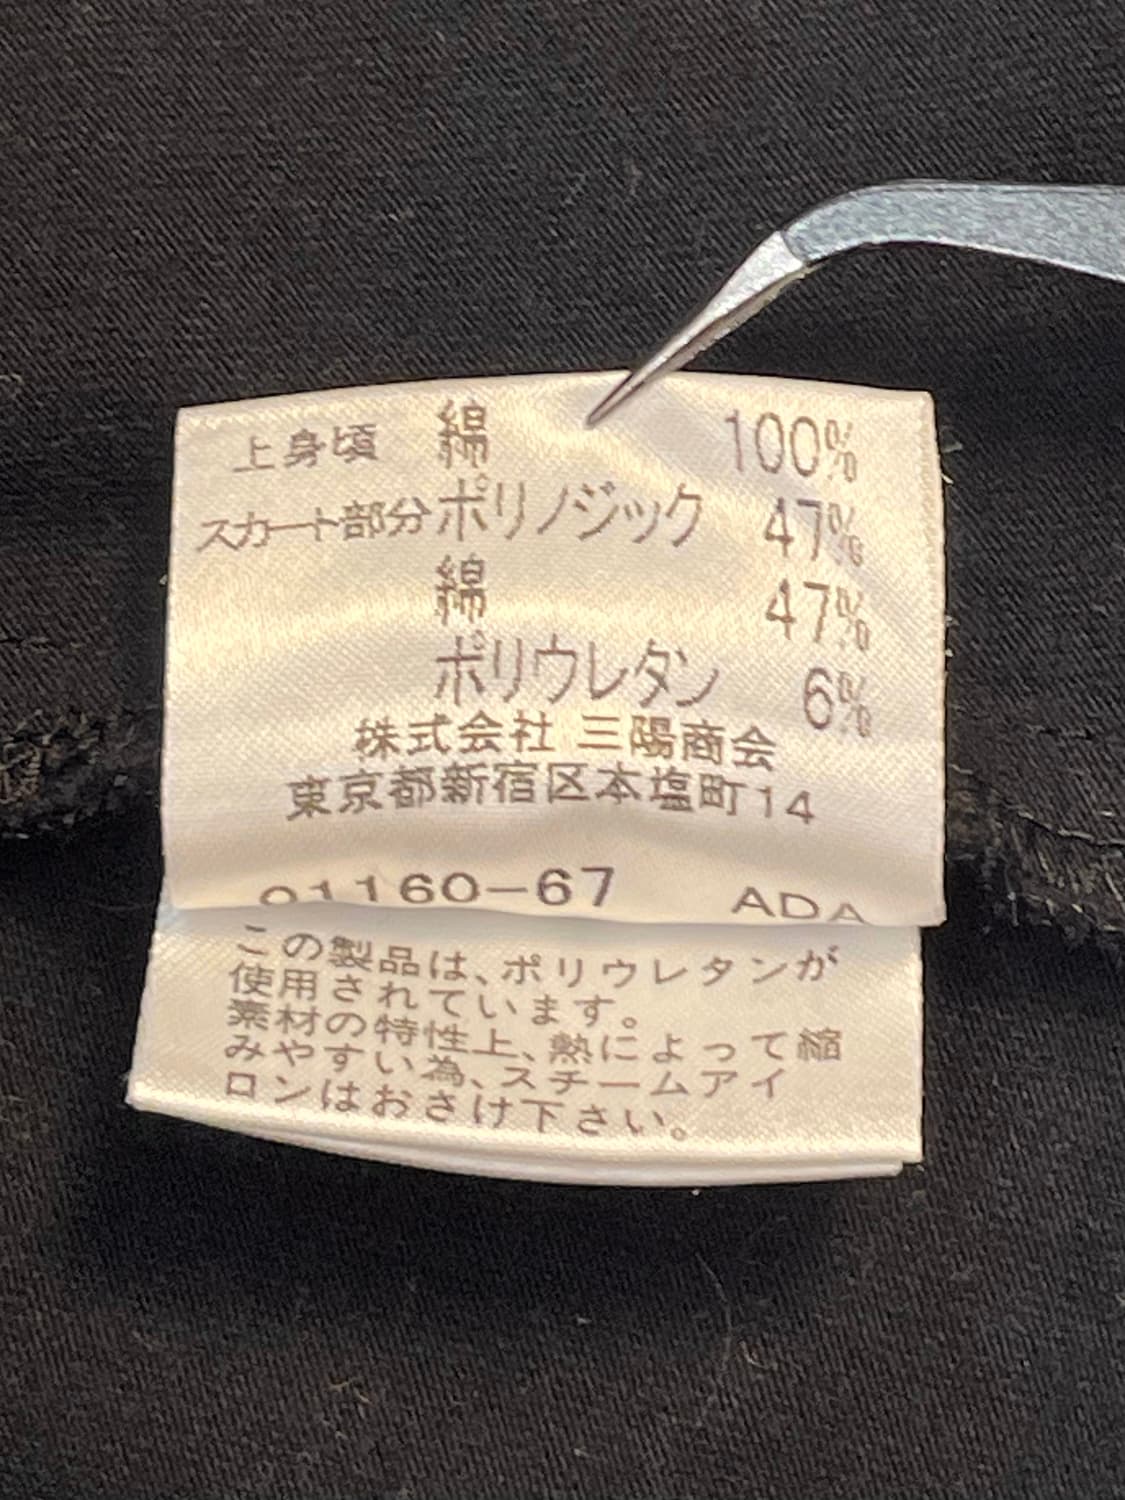 上身頃 綿 100%
スカート部分 ポリノジック 47%
綿 47%
ポリウレタン 6%
株式会社 三陽商会
東京都新宿区本塩町14
01160-67 ADA
この製品は、ポリウレタンが
使用されています。
素材の特性上、熱によって縮
みやすい為、スチームアイ
ロンはおさけ下さい。